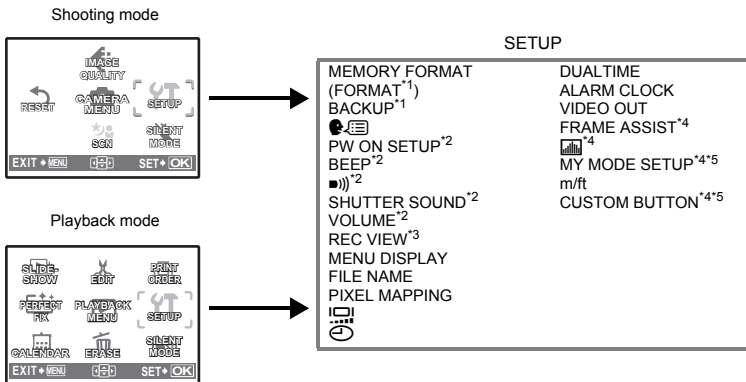 Shooting mode
IMAGE
QUALITY
RESET
CAMERA
MENU
SETUP
SCN
SILENT
MODE
EXIT MENU SET OK
Playback mode
SLIDE-
SHOW
EDIT
PRINT
ORDER
PERFECT
FIX
PLAYBACK
MENU
SETUP
CALENDAR
ERASE
SILENT
MODE
EXIT MENU SET OK
SETUP
MEMORY FORMAT
(FORMAT*1)
BACKUP*1
PW ON SETUP*2
BEEP*2
*2
SHUTTER SOUND*2
VOLUME*2
REC VIEW*3
MENU DISPLAY
FILE NAME
PIXEL MAPPING
DUALTIME
ALARM CLOCK
VIDEO OUT
FRAME ASSIST*4
*4
MY MODE SETUP*4*5
m/ft
CUSTOM BUTTON*4*5